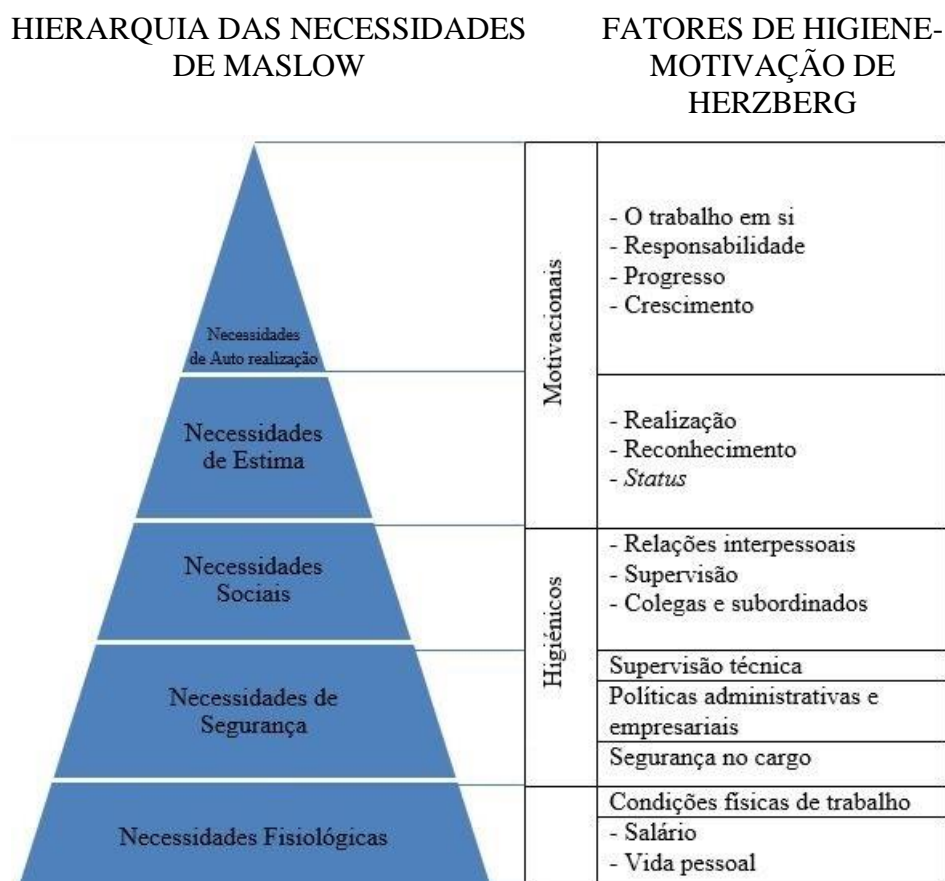 HIERARQUIA DAS NECESSIDADES
DE MASLOW
FATORES DE HIGIENE-
MOTIVAÇÃO DE
HERZBERG
Necessidades
de Auto realização
Necessidades
de Estima
Necessidades
Sociais
Necessidades de
Segurança
Necessidades Fisiológicas
Motivacionais
- O trabalho em si
- Responsabilidade
- Progresso
- Crescimento
- Realização
- Reconhecimento
- Status
Higiénicos
- Relações interpessoais
- Supervisão
- Colegas e subordinados
Supervisão técnica
Políticas administrativas e
empresariais
Segurança no cargo
Condições físicas de trabalho
- Salário
- Vida pessoal